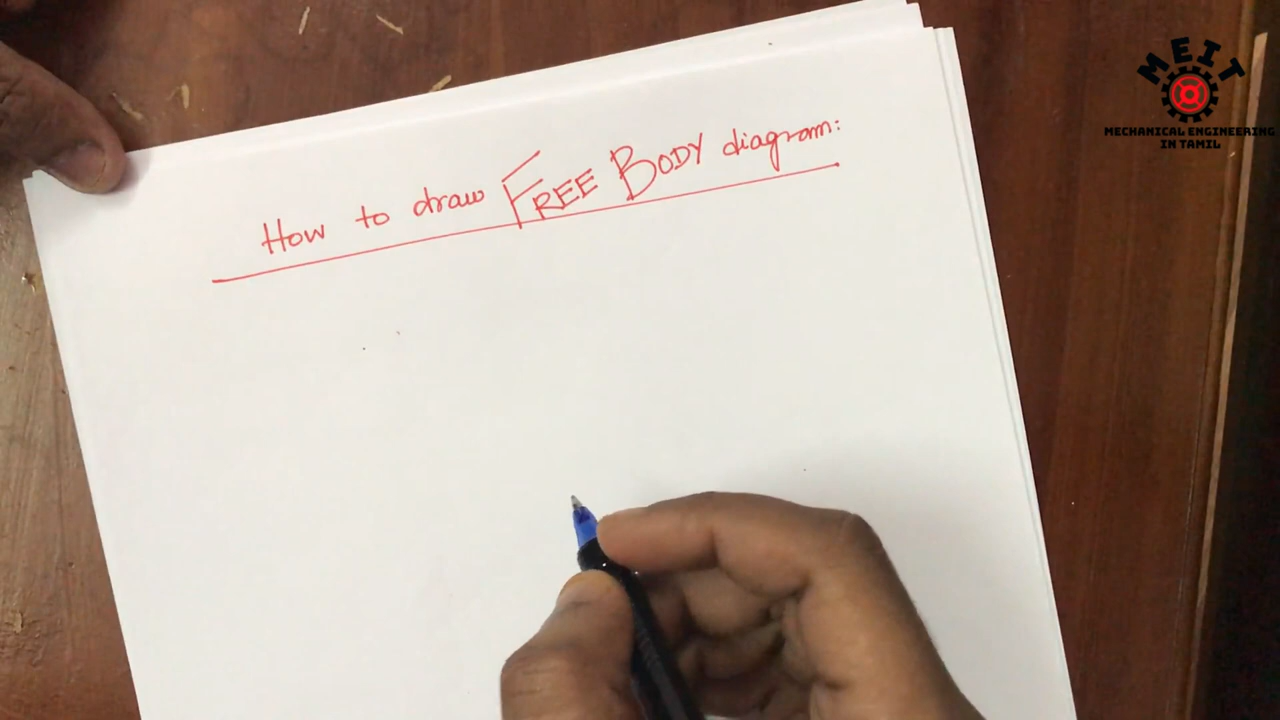 How to draw FREE BODY diagram:
MEIT
MECHANICAL ENGINEERING
IN TAMIL